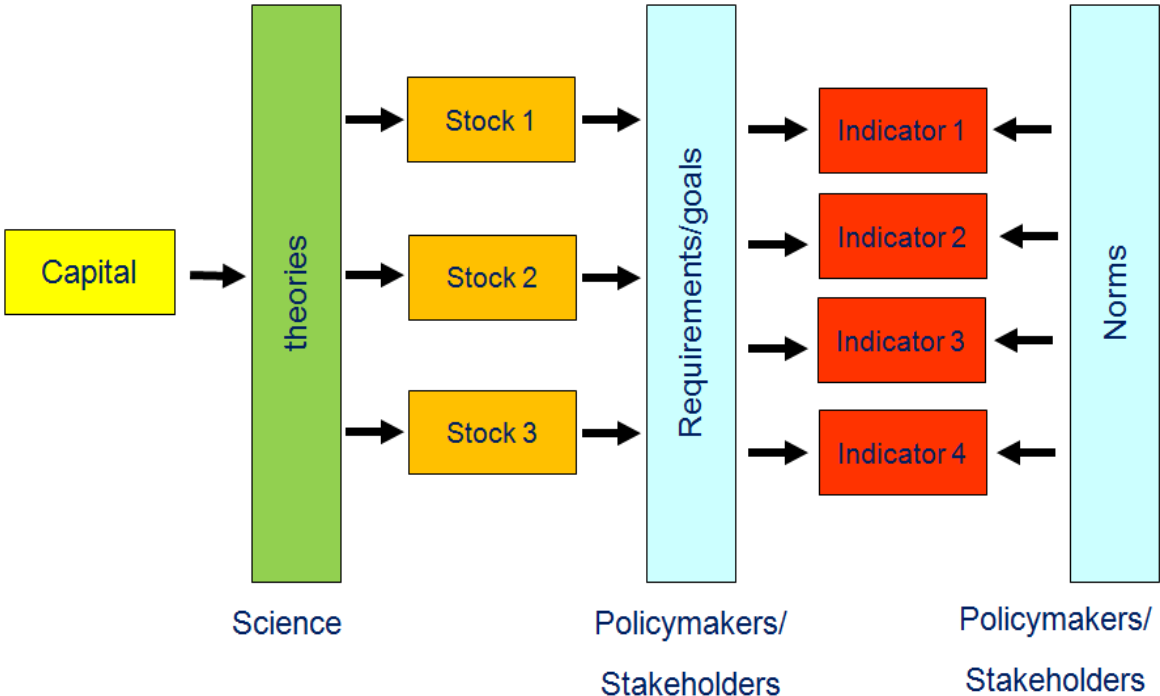 Capital
theories
Stock 1
Stock 2
Stock 3
Requirements/goals
Indicator 1
Indicator 2
Indicator 3
Indicator 4
Norms
Science
Policymakers/
Stakeholders
Policymakers/
Stakeholders